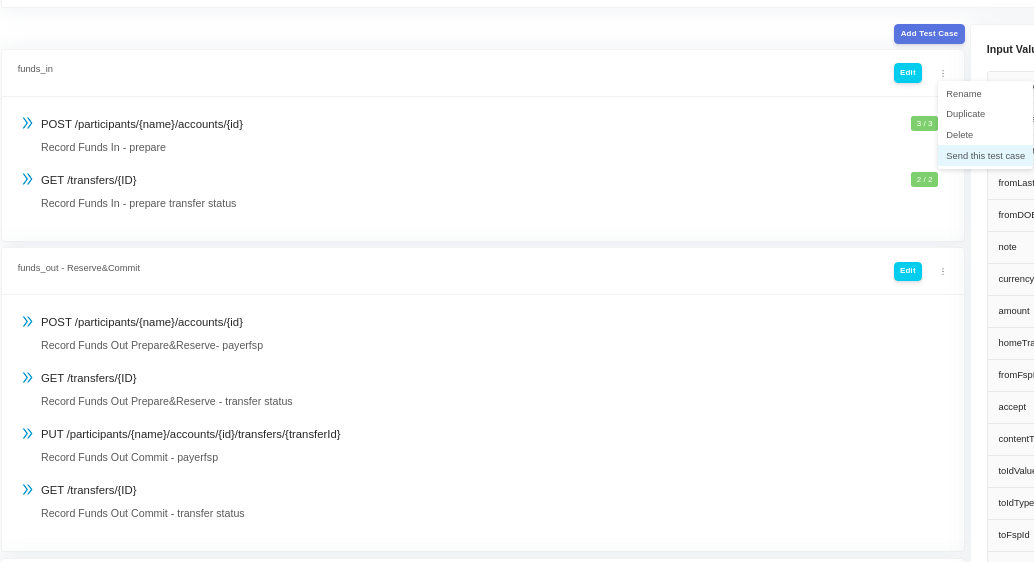 Add Test Case
funds_in
Edit
POST /participants/{name}/accounts/{id}
3 / 3
Record Funds In - prepare
GET /transfers/{ID}
2 / 2
Record Funds In - prepare transfer status
funds_out - Reserve&Commit
Edit
POST /participants/{name}/accounts/{id}
Record Funds Out Prepare&Reserve- payerfsp
GET /transfers/{ID}
Record Funds Out Prepare&Reserve - transfer status
PUT /participants/{name}/accounts/{id}/transfers/{transferId}
Record Funds Out Commit - payerfsp
GET /transfers/{ID}
Record Funds Out Commit - transfer status
Rename
Duplicate
Delete
Send this test case
Input Valu
fromLast
fromDOB
note
currency
amount
homeTra
fromFspI
accept
contentT
toIdValue
toIdType
toFspId